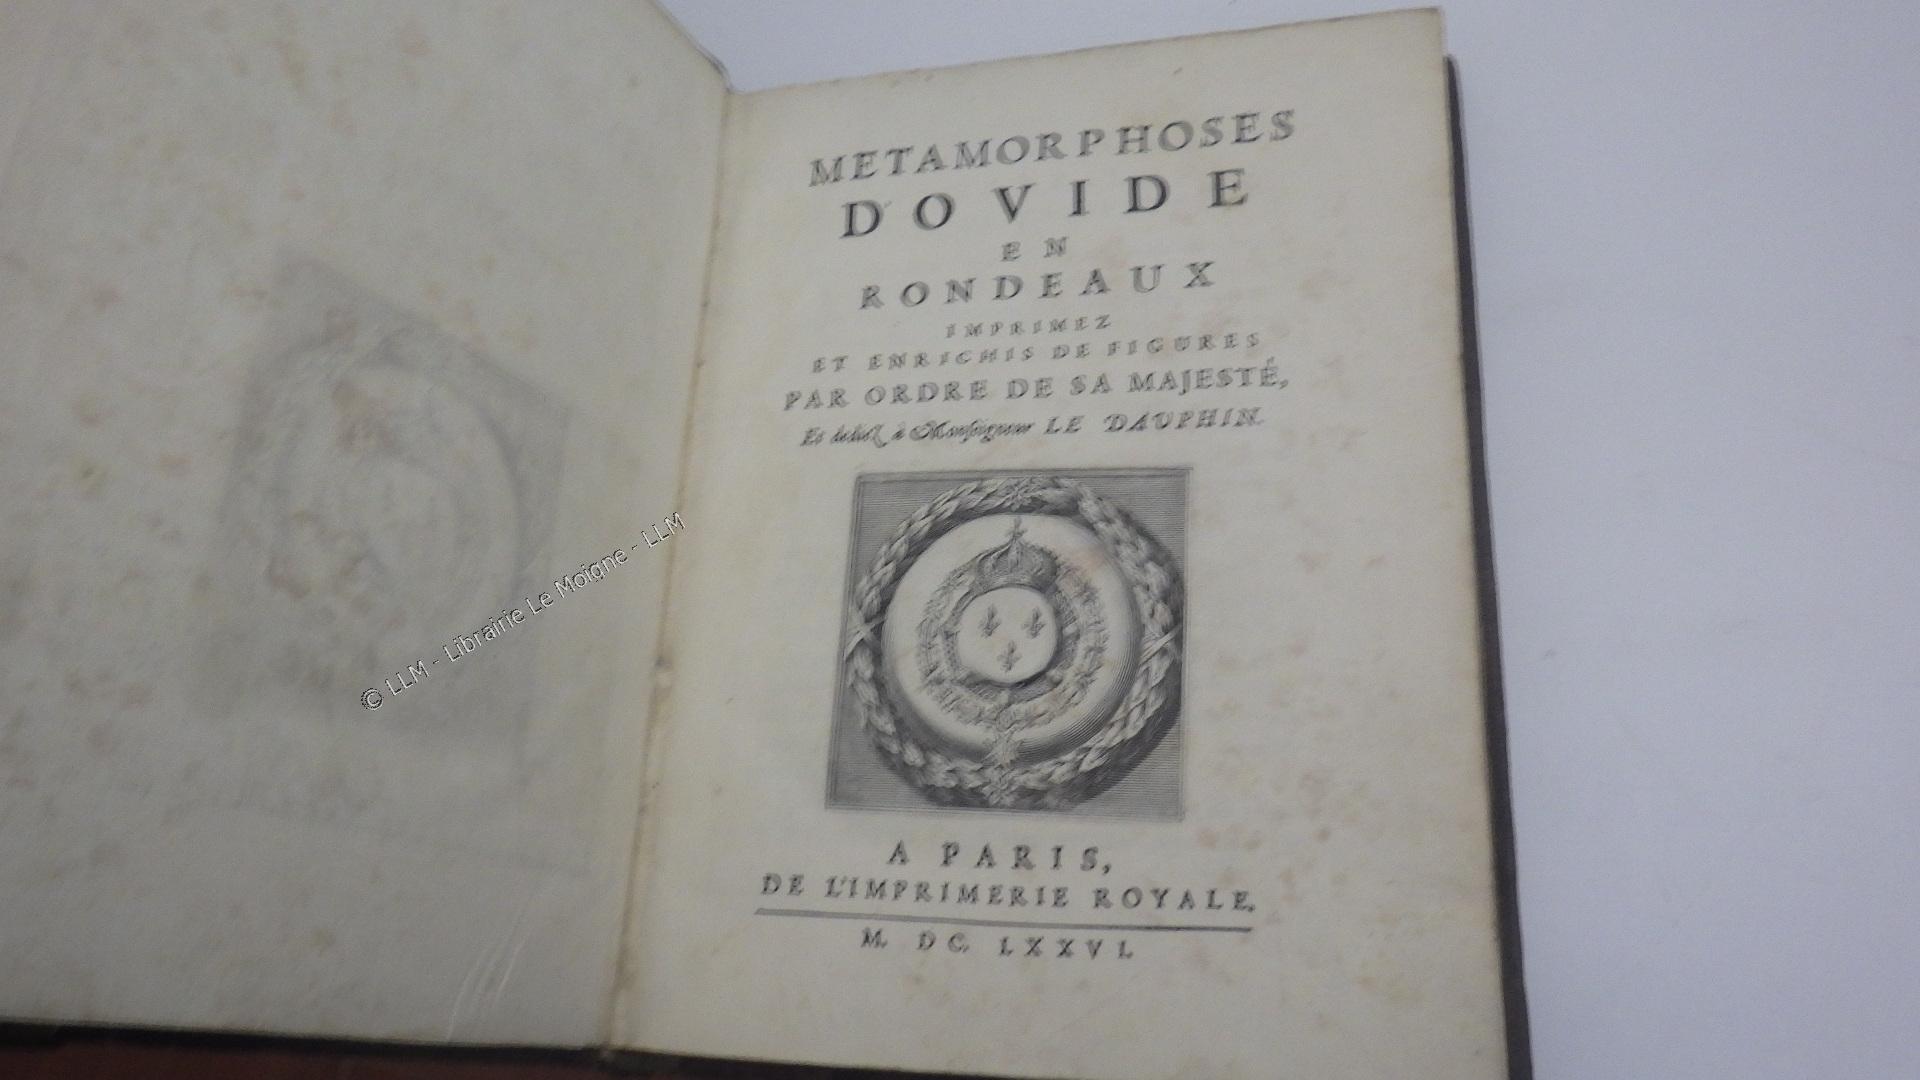 METAMORPHOSES
D'OVIDE
EN
RONDEAUX
IMPRIMEZ
ET ENRICHIS DE FIGURES
PAR ORDRE DE SA MAJESTÉ,
Et dediez à Monseigneur LE DAUPHIN.
A PARIS,
DE L'IMPRIMERIE ROYALE.
M. DC. LXXVI.
© LLM - Librairie Le Moigne - LLM